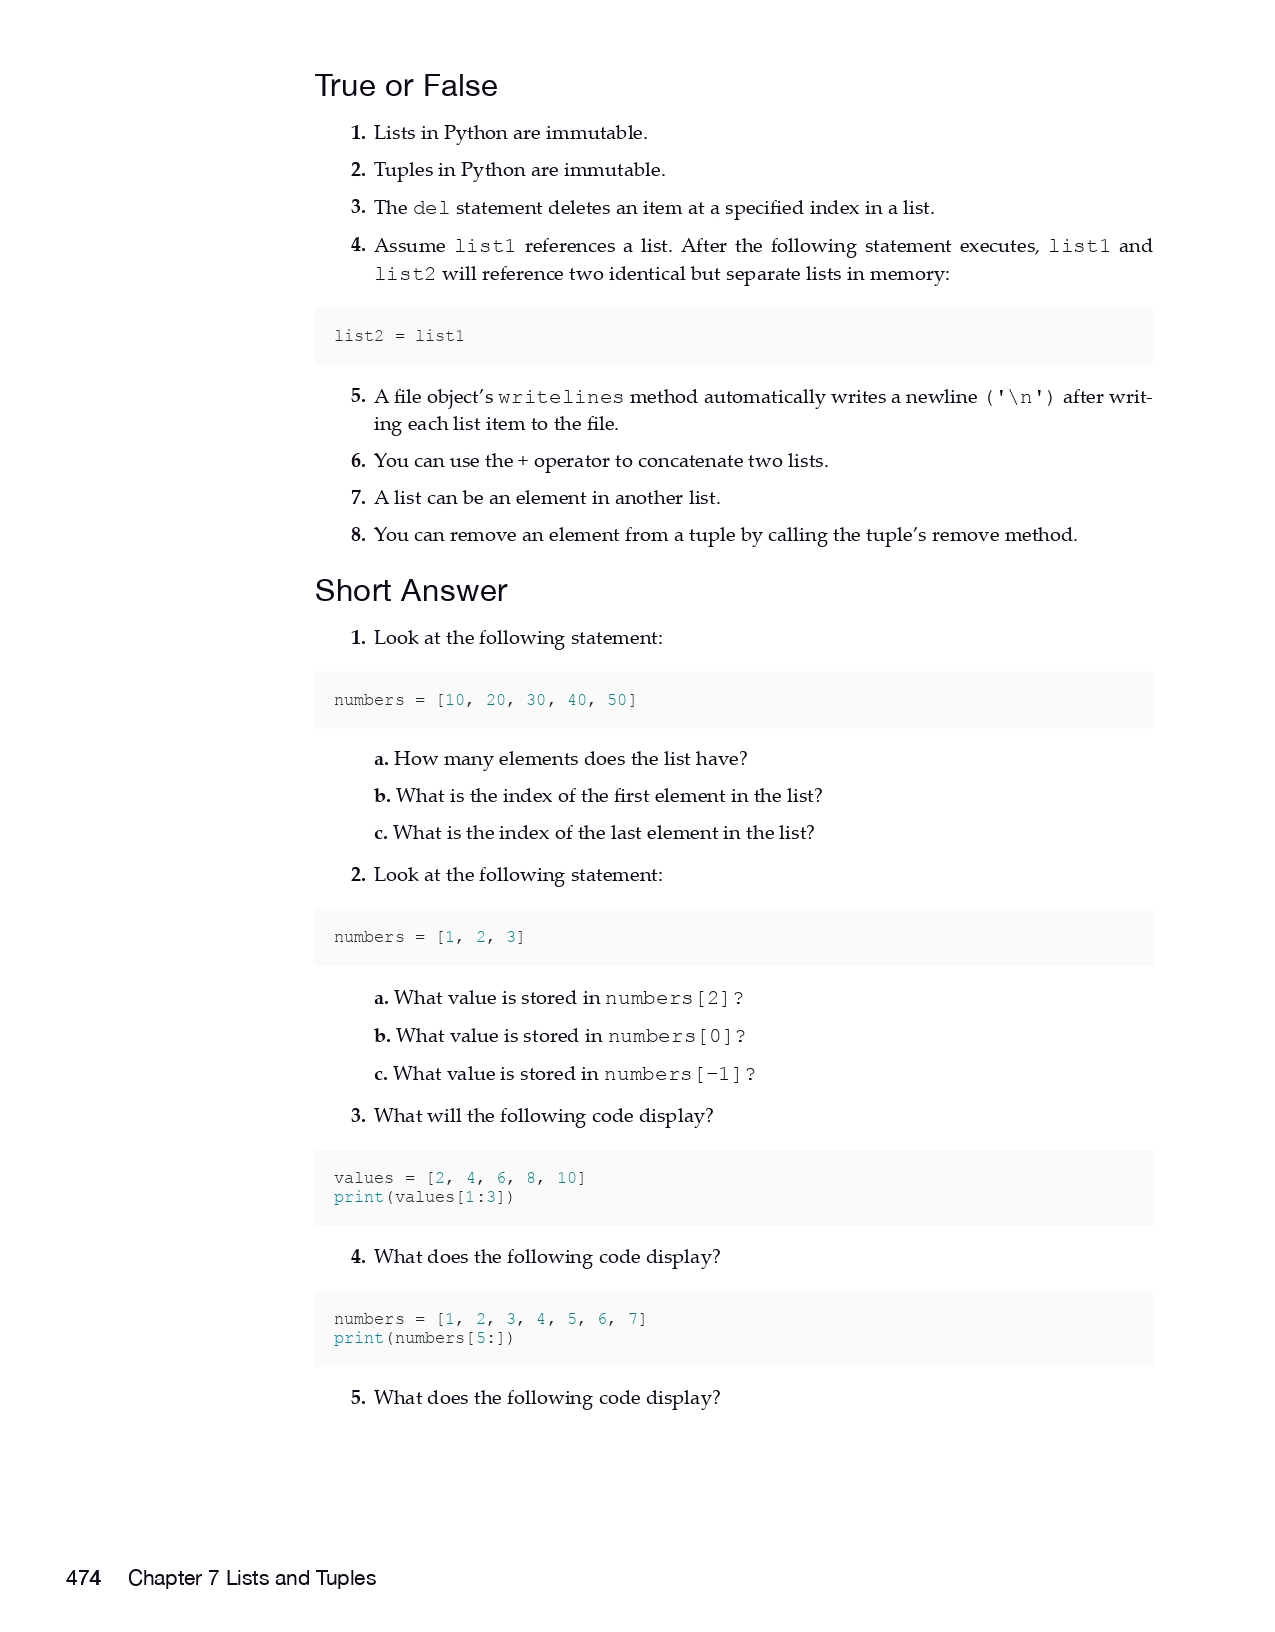 True or False
1. Lists in Python are immutable.
2. Tuples in Python are immutable.
3. The del statement deletes an item at a specified index in a list.
4. Assume list1 references a list. After the following statement executes, list1 and
list2 will reference two identical but separate lists in memory:
list2 = list1
5. A file object’s writelines method automatically writes a newline ('\n') after writ-
ing each list item to the file.
6. You can use the + operator to concatenate two lists.
7. A list can be an element in another list.
8. You can remove an element from a tuple by calling the tuple’s remove method.
Short Answer
1. Look at the following statement:
numbers = [10, 20, 30, 40, 50]
a. How many elements does the list have?
b. What is the index of the first element in the list?
c. What is the index of the last element in the list?
2. Look at the following statement:
numbers = [1, 2, 3]
a. What value is stored in numbers[2]?
b. What value is stored in numbers[0]?
c. What value is stored in numbers[−1]?
3. What will the following code display?
values = [2, 4, 6, 8, 10]
print(values[1:3])
4. What does the following code display?
numbers = [1, 2, 3, 4, 5, 6, 7]
print(numbers[5:])
5. What does the following code display?
474 Chapter 7 Lists and Tuples